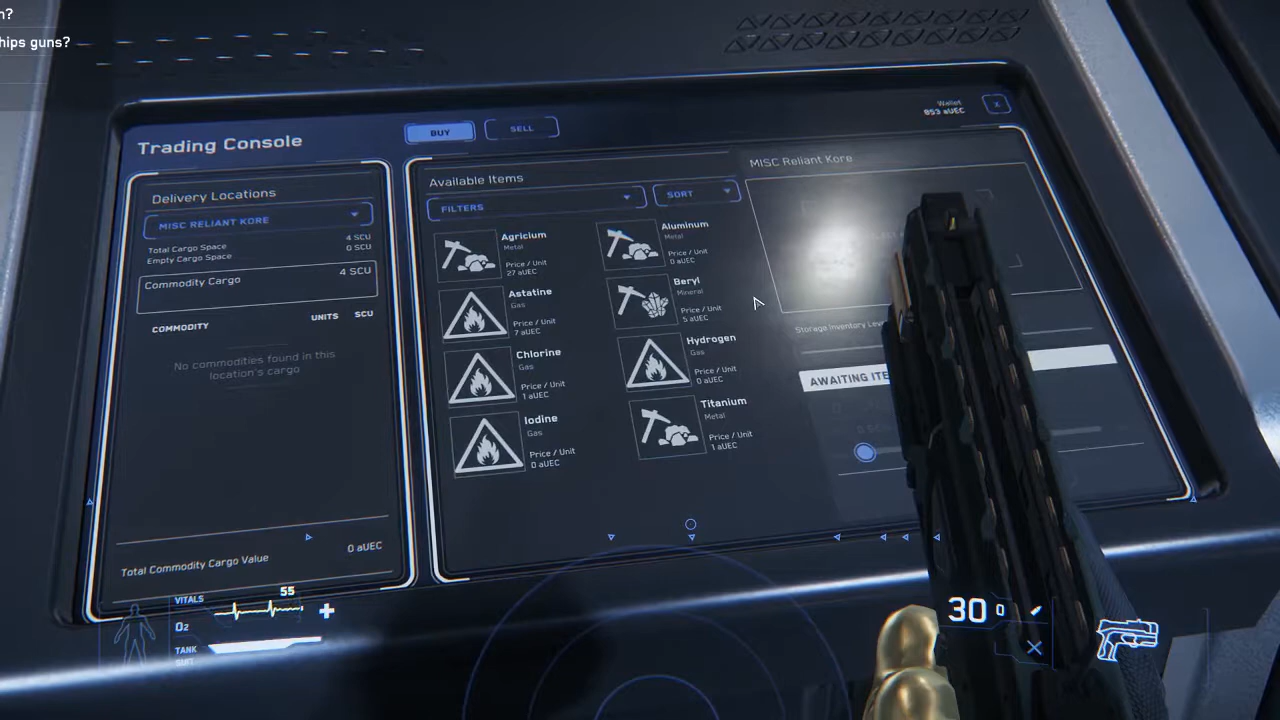 n?
hips guns?
Trading Console
BUY
SELL
Wallet
853 aUEC
x
Delivery Locations
MISC RELIANT KORE
Total Cargo Space 4 SCU
Empty Cargo Space 0 SCU
Commodity Cargo 4 SCU
COMMODITY UNITS SCU
No commodities found in this
location's cargo
Total Commodity Cargo Value 0 aUEC
Available Items
FILTERS
SORT
Agricium
Metal
Price / Unit
27 aUEC
Aluminum
Metal
Price / Unit
0 aUEC
Astatine
Gas
Price / Unit
7 aUEC
Beryl
Mineral
Price / Unit
5 aUEC
Chlorine
Gas
Price / Unit
1 aUEC
Hydrogen
Gas
Price / Unit
0 aUEC
Iodine
Gas
Price / Unit
0 aUEC
Titanium
Metal
Price / Unit
1 aUEC
MISC Reliant Kore
Storage Inventory Leve
AWAITING ITE
VITALS 55
O2
TANK
SUIT
30 0